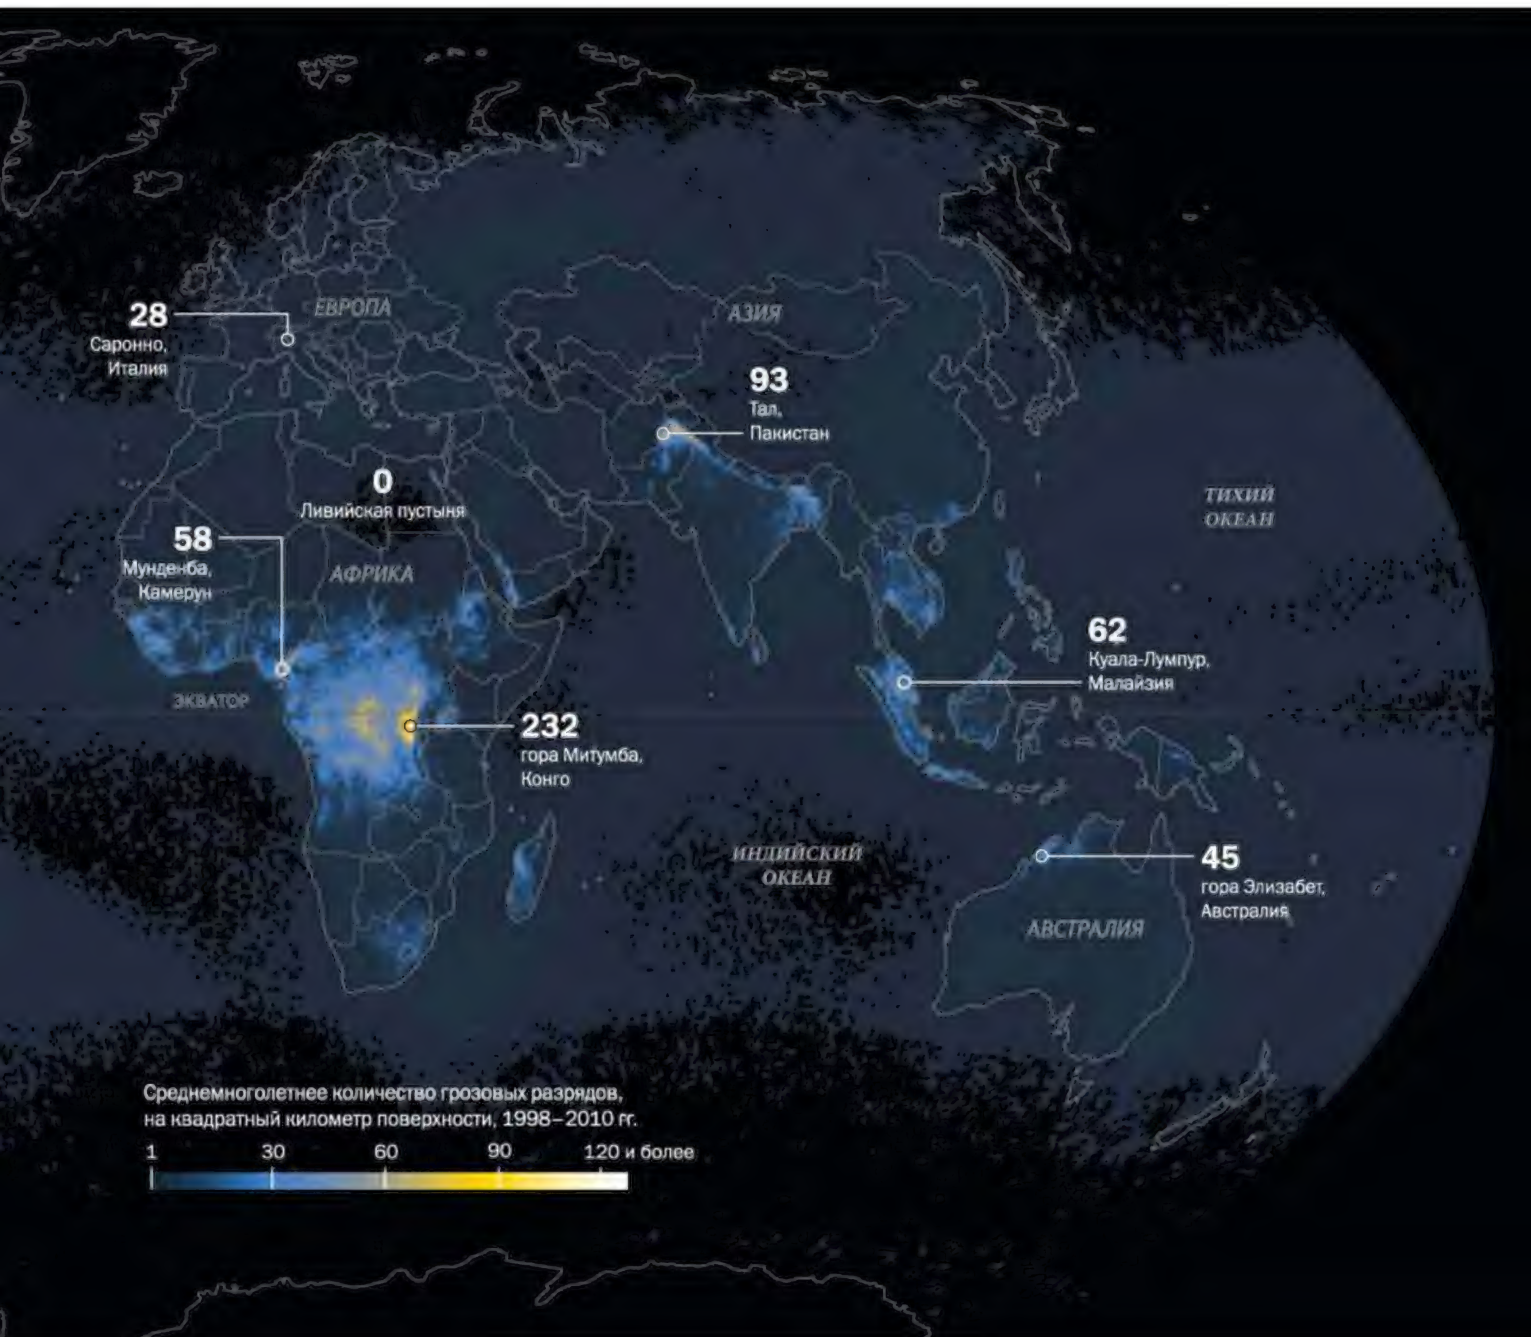 ЕВРОПА
АЗИЯ
28
Саронно,
Италия
93
Тал,
Пакистан
0
Ливийская пустыня
ТИХИЙ
ОКЕАН
58
Мунденба,
Камерун
АФРИКА
62
Куала-Лумпур,
Малайзия
ЭКВАТОР
232
гора Митумба,
Конго
ИНДИЙСКИЙ
ОКЕАН
45
гора Элизабет,
Австралия
АВСТРАЛИЯ
Среднемноголетнее количество грозовых разрядов,
на квадратный километр поверхности, 1998–2010 гг.
1 30 60 90 120 и более